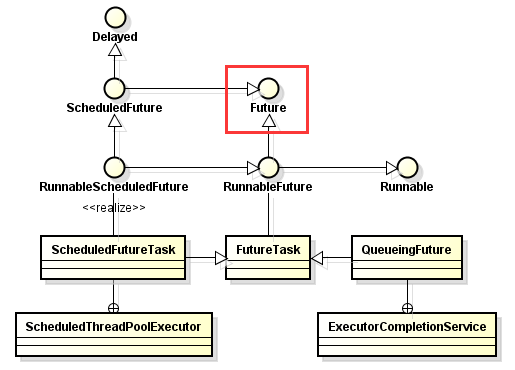 Delayed
ScheduledFuture
Future
RunnableScheduledFuture
RunnableFuture
Runnable
<<realize>>
ScheduledFutureTask
FutureTask
QueueingFuture
ScheduledThreadPoolExecutor
ExecutorCompletionService